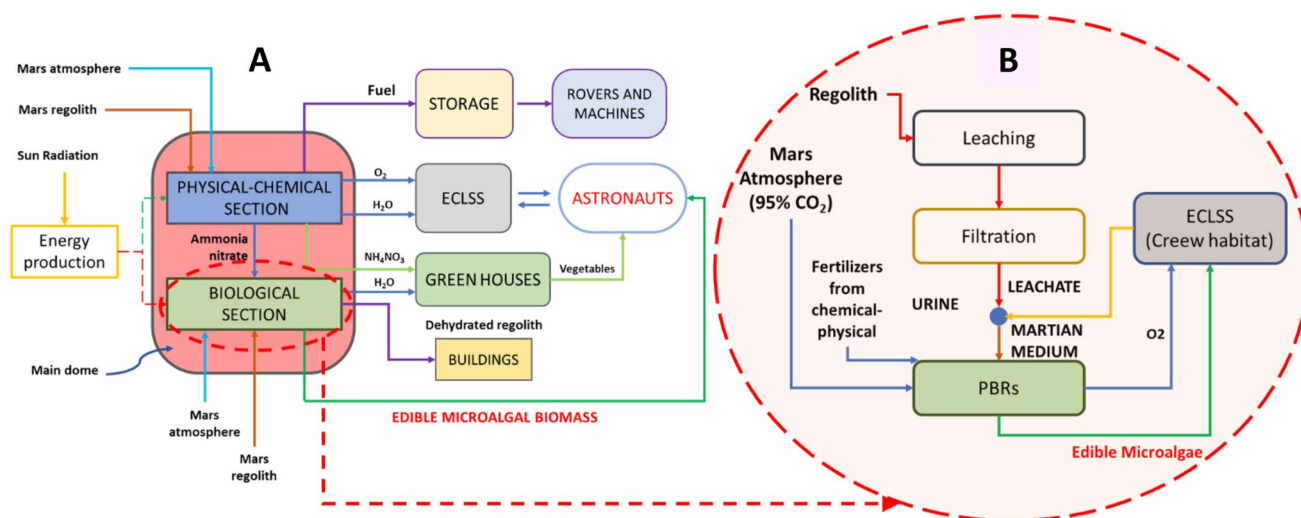 A
Mars atmosphere
Mars regolith
Sun Radiation
Energy
production
Main dome
PHYSICAL-CHEMICAL
SECTION
Ammonia
nitrate
BIOLOGICAL
SECTION
Mars
atmosphere
Mars
regolith
Fuel
STORAGE
ROVERS AND
MACHINES
O₂
H₂O
ECLSS
ASTRONAUTS
NH₄NO₃
H₂O
GREEN HOUSES
Vegetables
Dehydrated regolith
BUILDINGS
EDIBLE MICROALGAL BIOMASS
B
Regolith
Leaching
Mars
Atmosphere
(95% CO₂)
Filtration
ECLSS
(Creew habitat)
Fertilizers
from
chemical-
physical
URINE
LEACHATE
MARTIAN
MEDIUM
O2
PBRs
Edible Microalgae